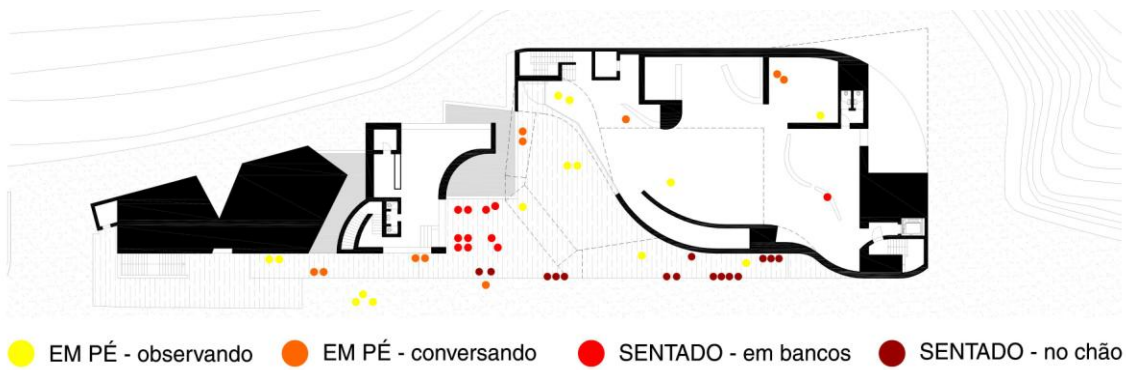 EM PÉ - observando
EM PÉ - conversando
SENTADO - em bancos
SENTADO - no chão